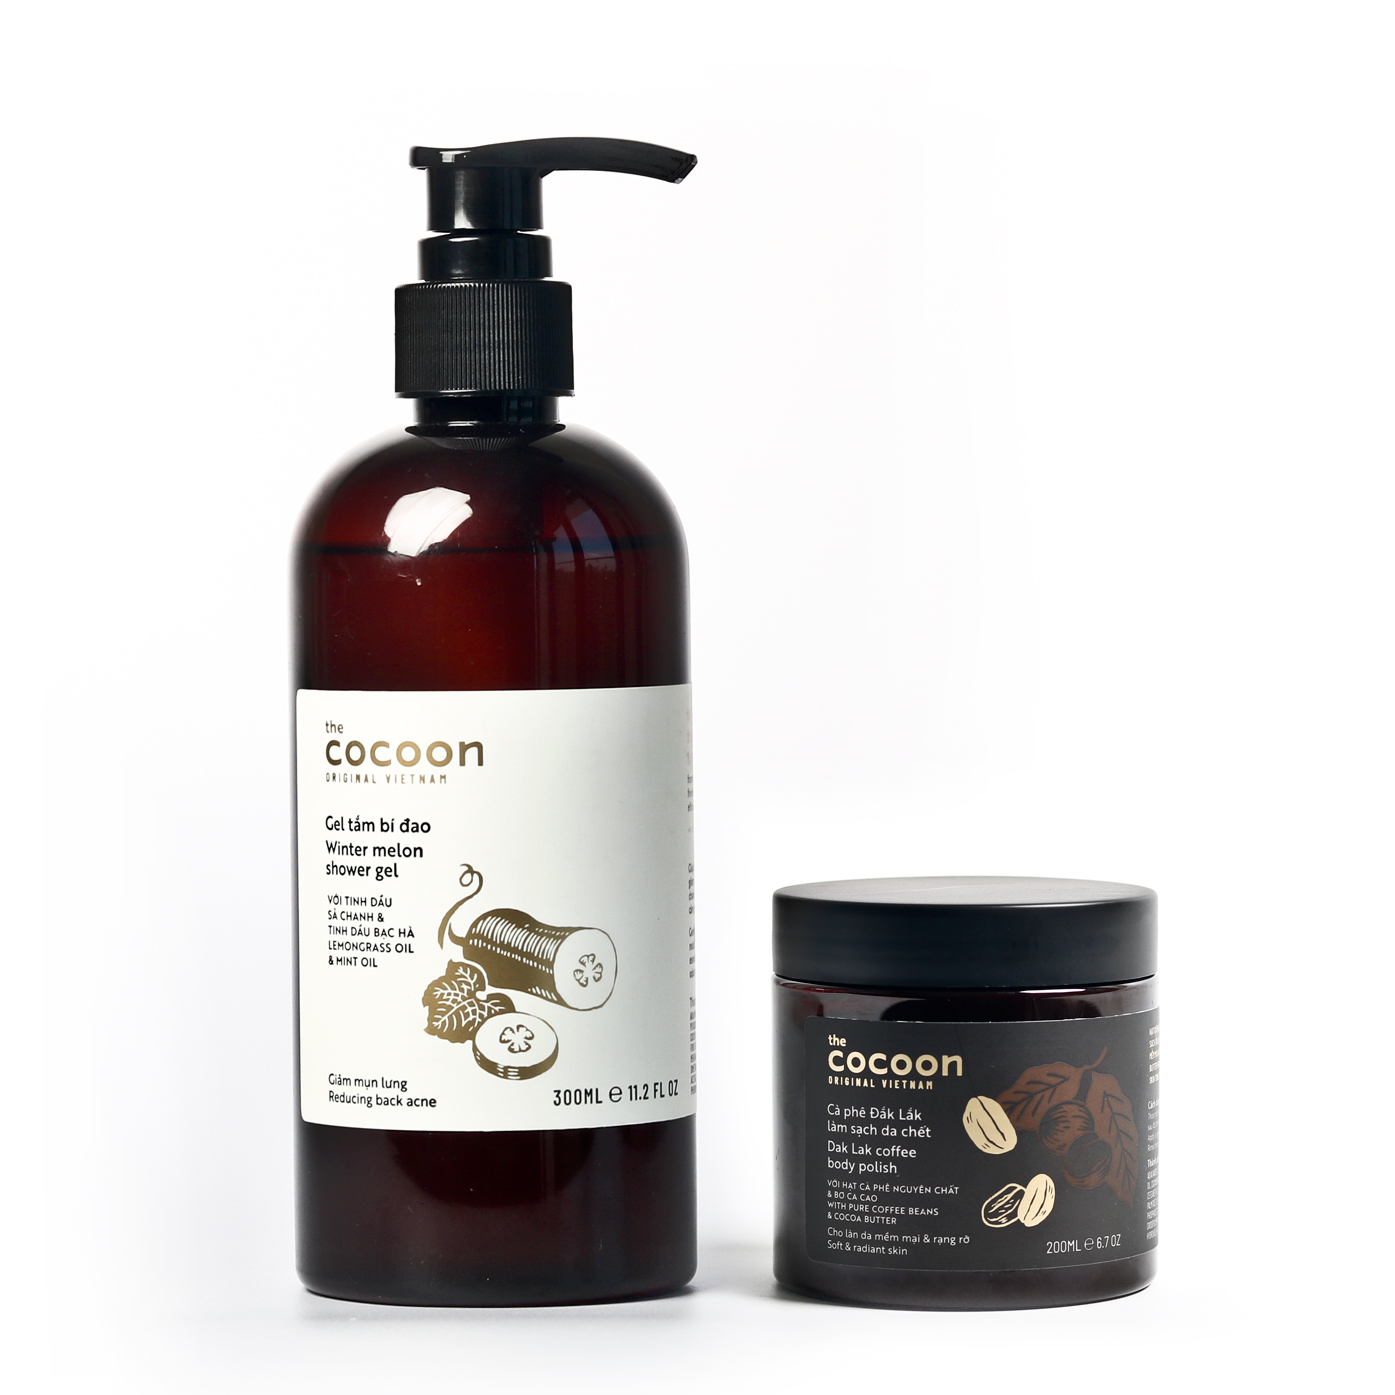 the
cocoon
ORIGINAL VIETNAM
Gel tắm bí đao
Winter melon
shower gel
VỚI TINH DẦU
SẢ CHANH &
TINH DẦU BẠC HÀ
LEMONGRASS OIL
& MINT OIL
Giảm mụn lưng
Reducing back acne
300ML ℮ 11.2 FL OZ
the
cocoon
ORIGINAL VIETNAM
Cà phê Đắk Lắk
làm sạch da chết
Dak Lak coffee
body polish
VỚI HẠT CÀ PHÊ NGUYÊN CHẤT
& BƠ CA CAO
WITH PURE COFFEE BEANS
& COCOA BUTTER
Cho làn da mềm mại & rạng rỡ
Soft & radiant skin
200ML ℮ 6.7 OZ